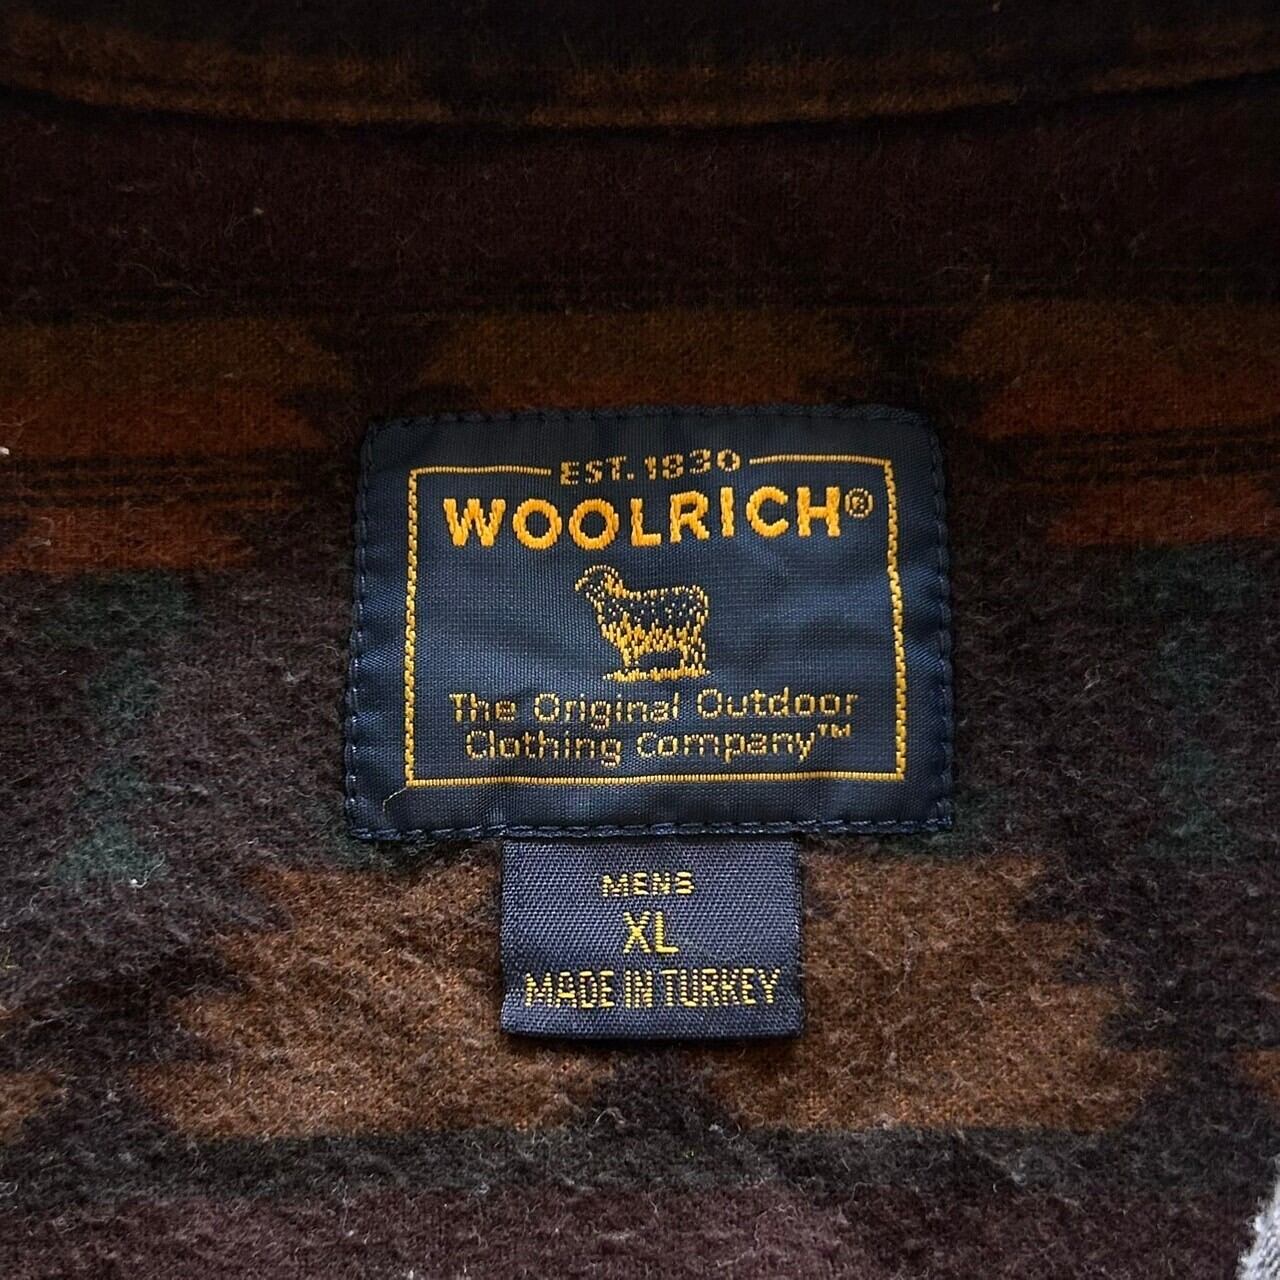 EST. 1830
WOOLRICH®
The Original Outdoor
Clothing Company™
MENS
XL
MADE IN TURKEY